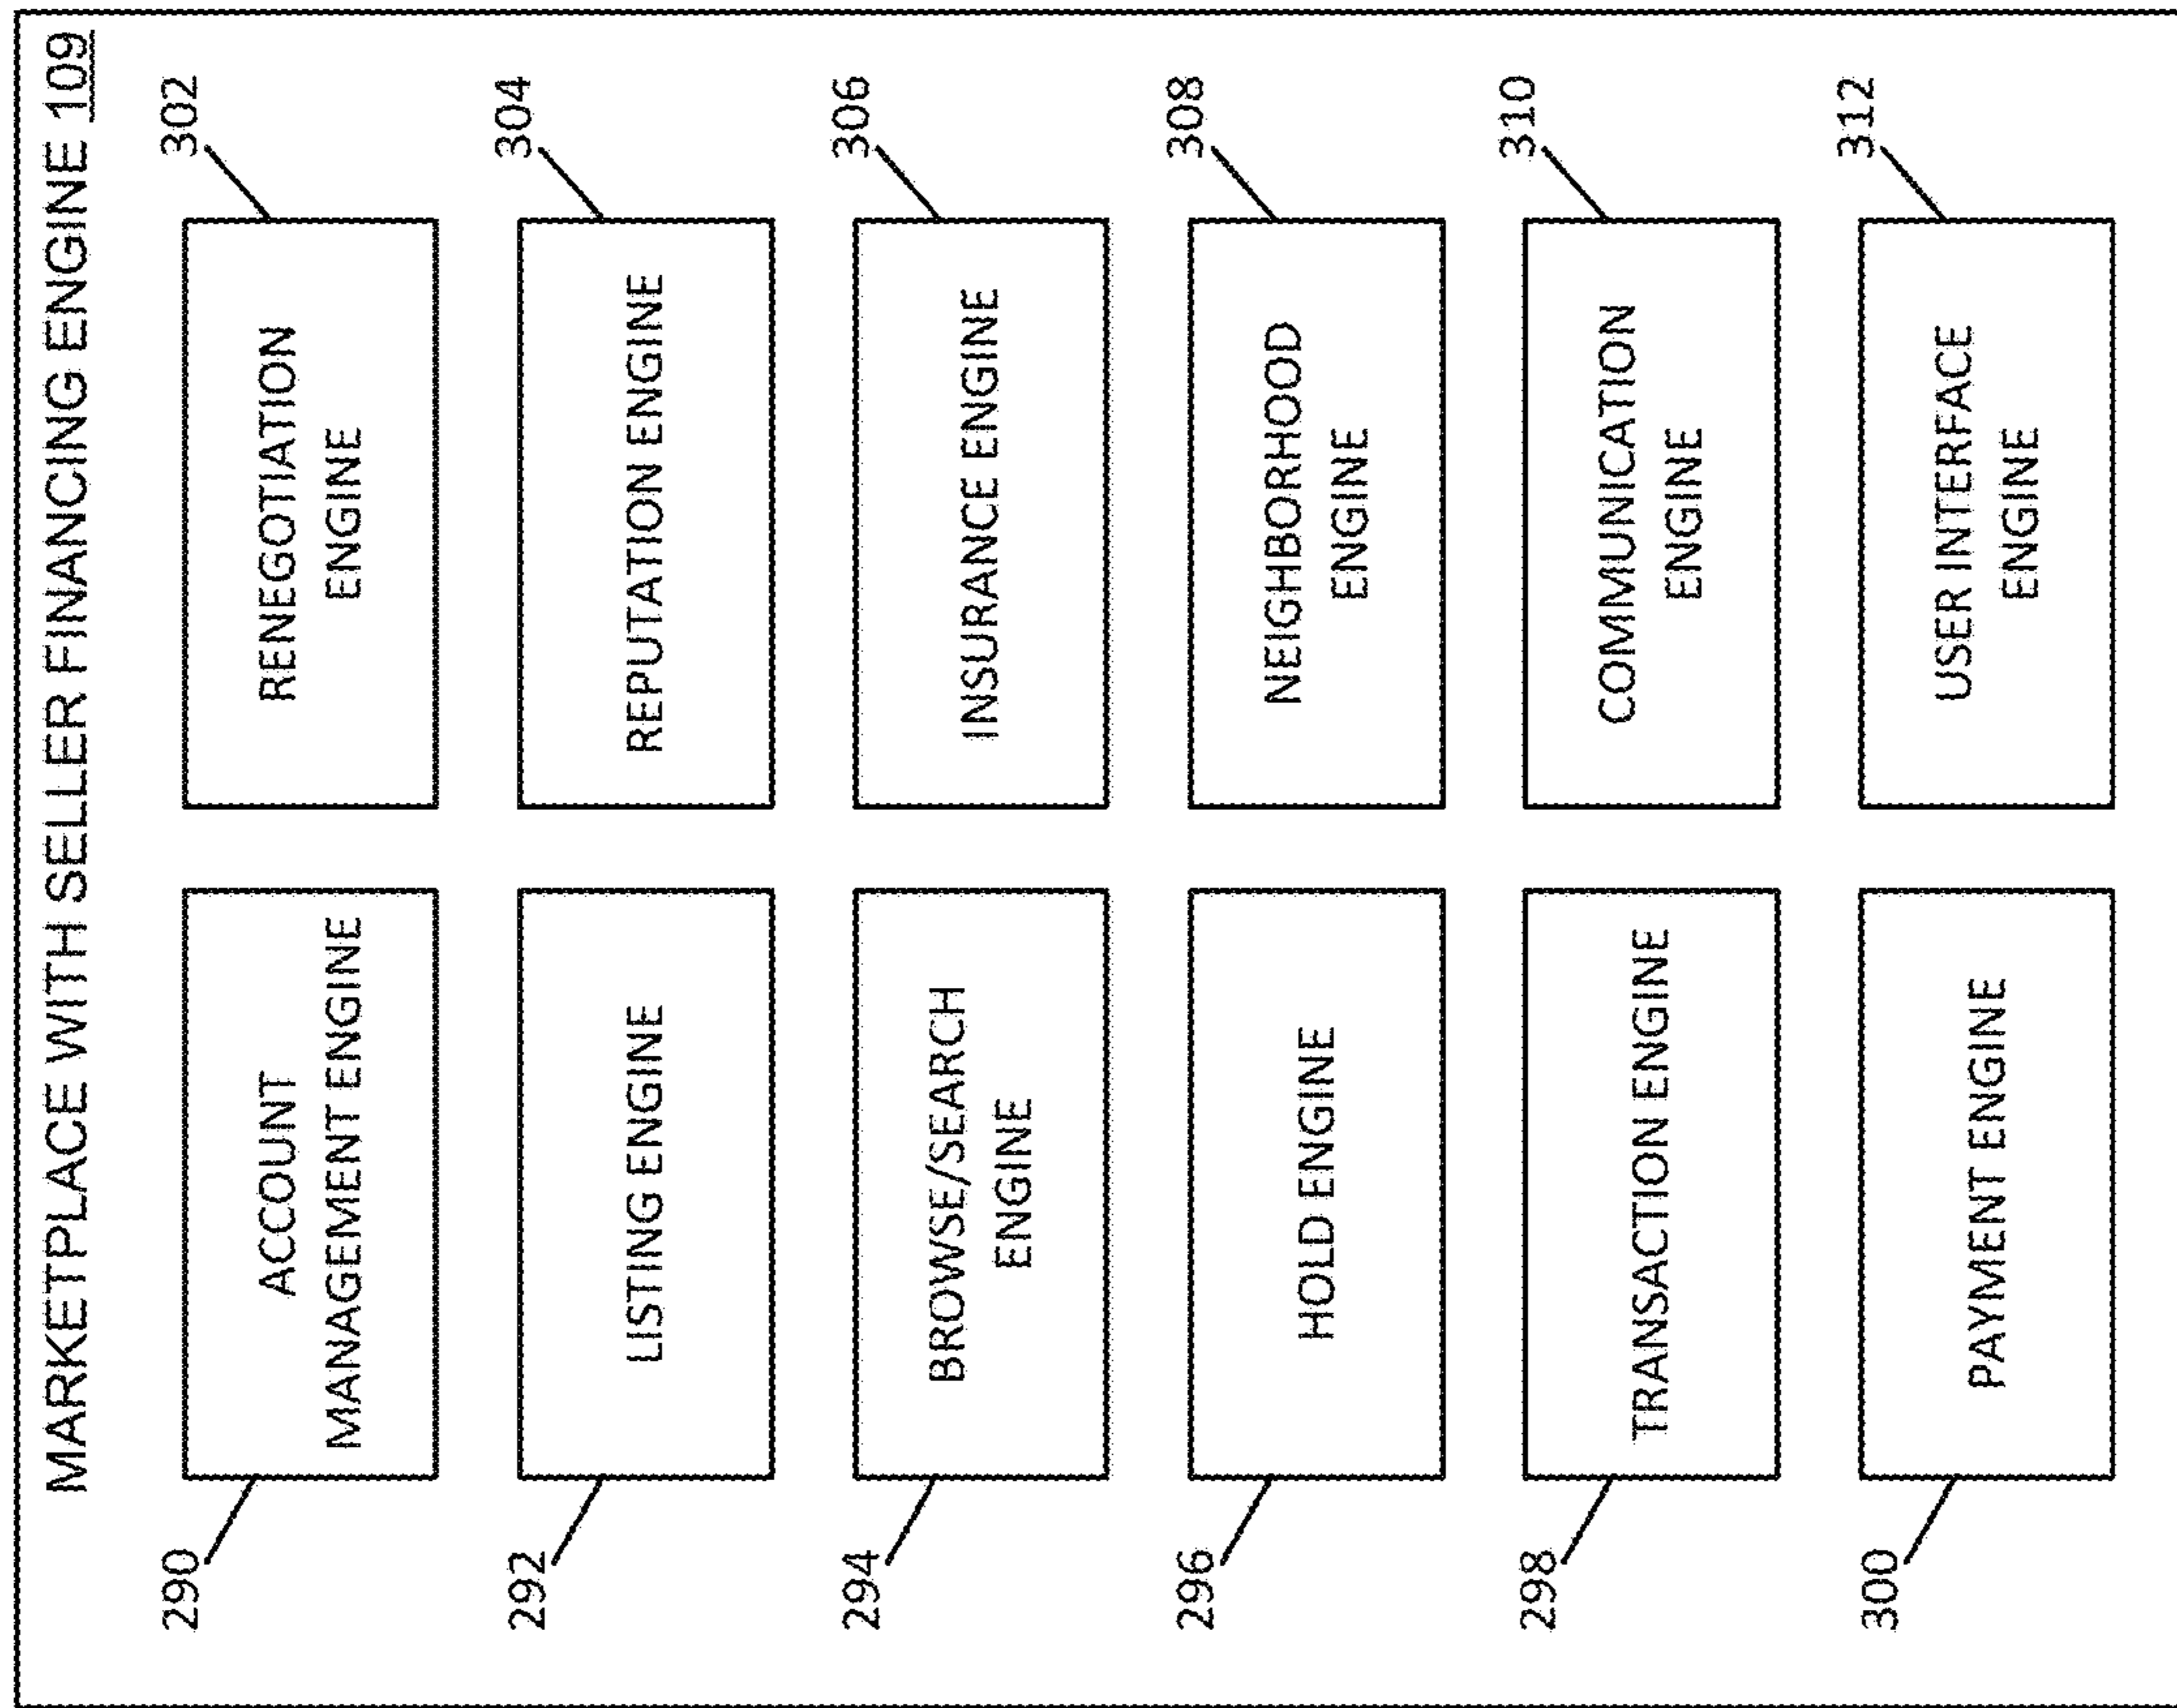 MARKETPLACE WITH SELLER FINANCING ENGINE 109
290
ACCOUNT
MANAGEMENT ENGINE
RENEGOTIATION
ENGINE
302
292
LISTING ENGINE
REPUTATION ENGINE
304
294
BROWSE/SEARCH
ENGINE
INSURANCE ENGINE
306
296
HOLD ENGINE
NEIGHBORHOOD
ENGINE
308
298
TRANSACTION ENGINE
COMMUNICATION
ENGINE
310
300
PAYMENT ENGINE
USER INTERFACE
ENGINE
312